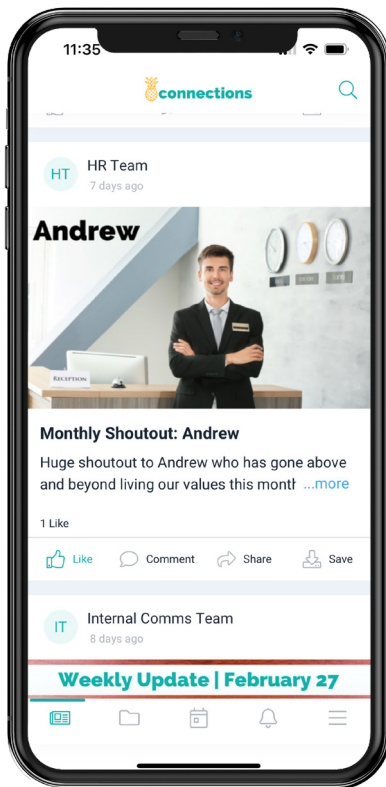 11:35
connections
HT
HR Team
7 days ago
Andrew
RECEPTION
Monthly Shoutout: Andrew
Huge shoutout to Andrew who has gone above
and beyond living our values this month ...more
1 Like
Like
Comment
Share
Save
IT
Internal Comms Team
8 days ago
Weekly Update | February 27